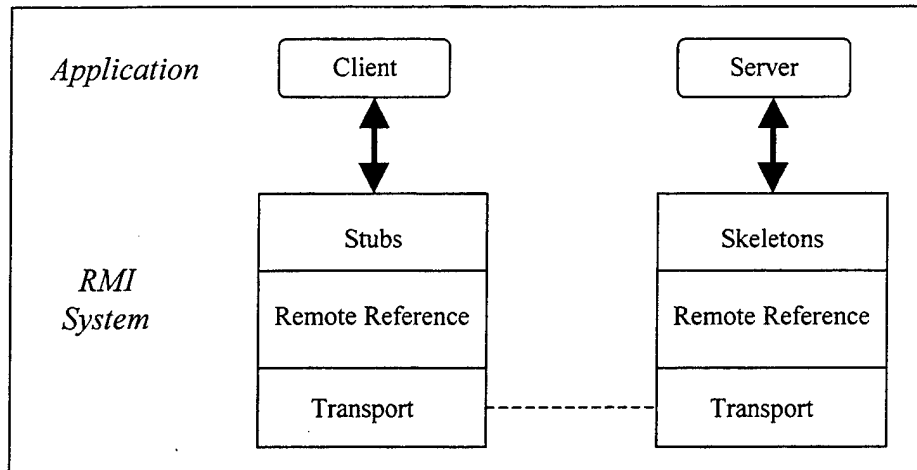 Application
Client
Server
Stubs
Skeletons
RMI
System
Remote Reference
Remote Reference
Transport
Transport